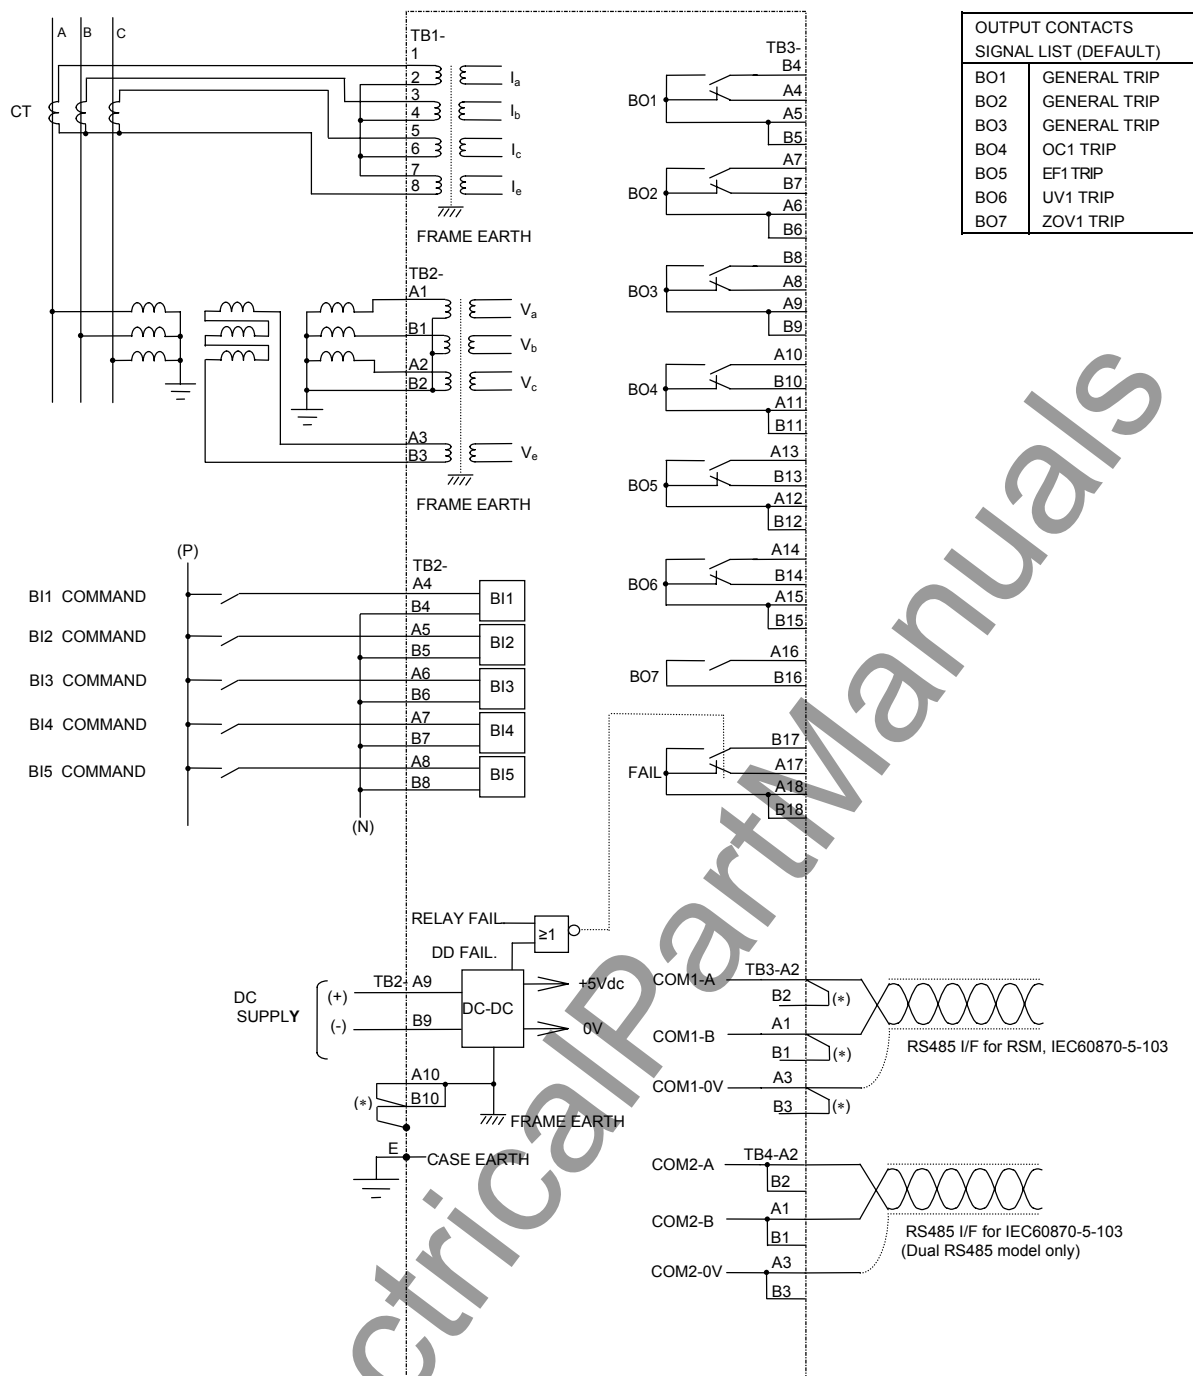 A B C
CT
TB1-
1
2
3
4
5
6
7
8
Ia
Ib
Ic
Ie
FRAME EARTH
TB2-
A1
B1
A2
B2
A3
B3
Va
Vb
Vc
Ve
FRAME EARTH
(P)
TB2-
BI1 COMMAND A4 BI1
B4
BI2 COMMAND A5 BI2
B5
BI3 COMMAND A6 BI3
B6
BI4 COMMAND A7 BI4
B7
BI5 COMMAND A8 BI5
B8
(N)
RELAY FAIL.
≥1
DD FAIL.
DC
SUPPLY
(+)
(-)
TB2- A9
B9
DC-DC
+5Vdc
0V
A10
B10
(*)
FRAME EARTH
E
CASE EARTH
TB3-
BO1
B4
A4
A5
B5
BO2
A7
B7
A6
B6
BO3
B8
A8
A9
B9
BO4
A10
B10
A11
B11
BO5
A13
B13
A12
B12
BO6
A14
B14
A15
B15
BO7
A16
B16
FAIL
B17
A17
A18
B18
COM1-A TB3-A2
B2 (*)
COM1-B A1
B1 (*)
COM1-0V A3
B3 (*)
RS485 I/F for RSM, IEC60870-5-103
COM2-A TB4-A2
B2
COM2-B A1
B1
COM2-0V A3
B3
RS485 I/F for IEC60870-5-103
(Dual RS485 model only)
OUTPUT CONTACTS
SIGNAL LIST (DEFAULT)
BO1 GENERAL TRIP
BO2 GENERAL TRIP
BO3 GENERAL TRIP
BO4 OC1 TRIP
BO5 EF1 TRIP
BO6 UV1 TRIP
BO7 ZOV1 TRIP
ctricalPartManuals